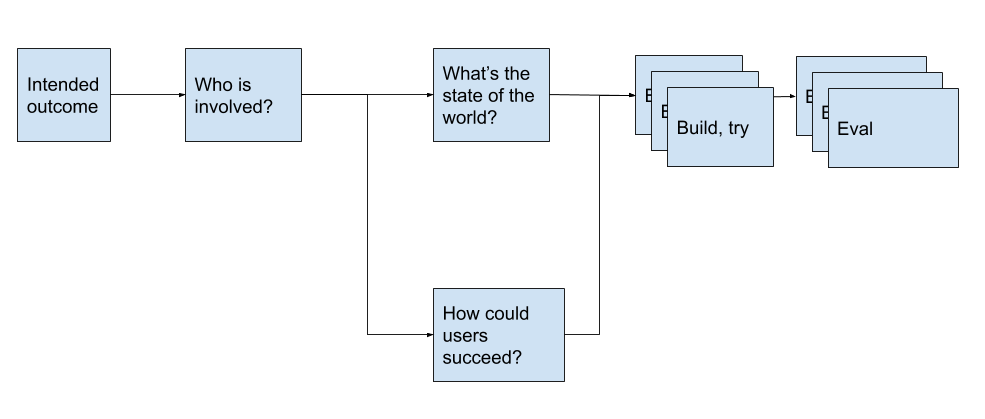 Intended
outcome
Who is
involved?
What's the
state of the
world?
How could
users
succeed?
Build, try
Eval